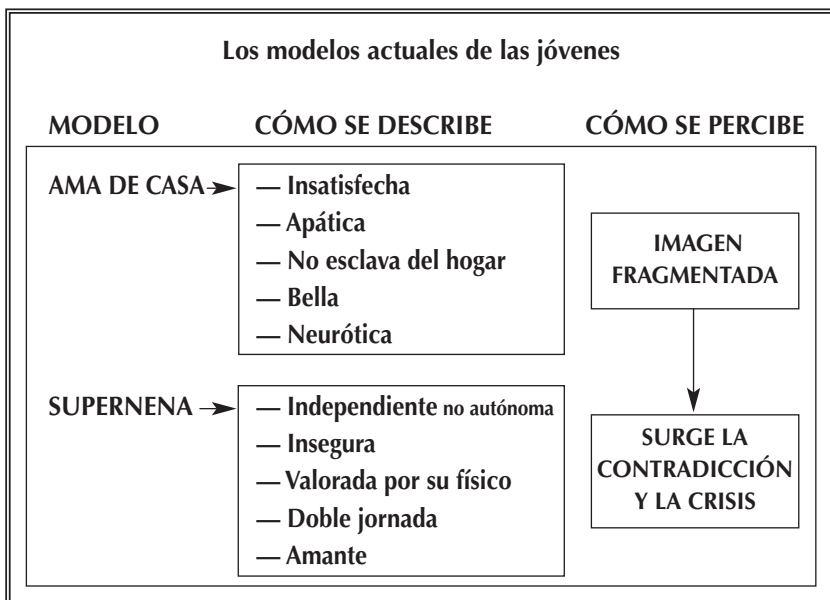 Los modelos actuales de las jóvenes
MODELO CÓMO SE DESCRIBE CÓMO SE PERCIBE
AMA DE CASA
— Insatisfecha
— Apática
— No esclava del hogar
— Bella
— Neurótica
IMAGEN
FRAGMENTADA
SUPERNENA
— Independiente no autónoma
— Insegura
— Valorada por su físico
— Doble jornada
— Amante
SURGE LA
CONTRADICCIÓN
Y LA CRISIS